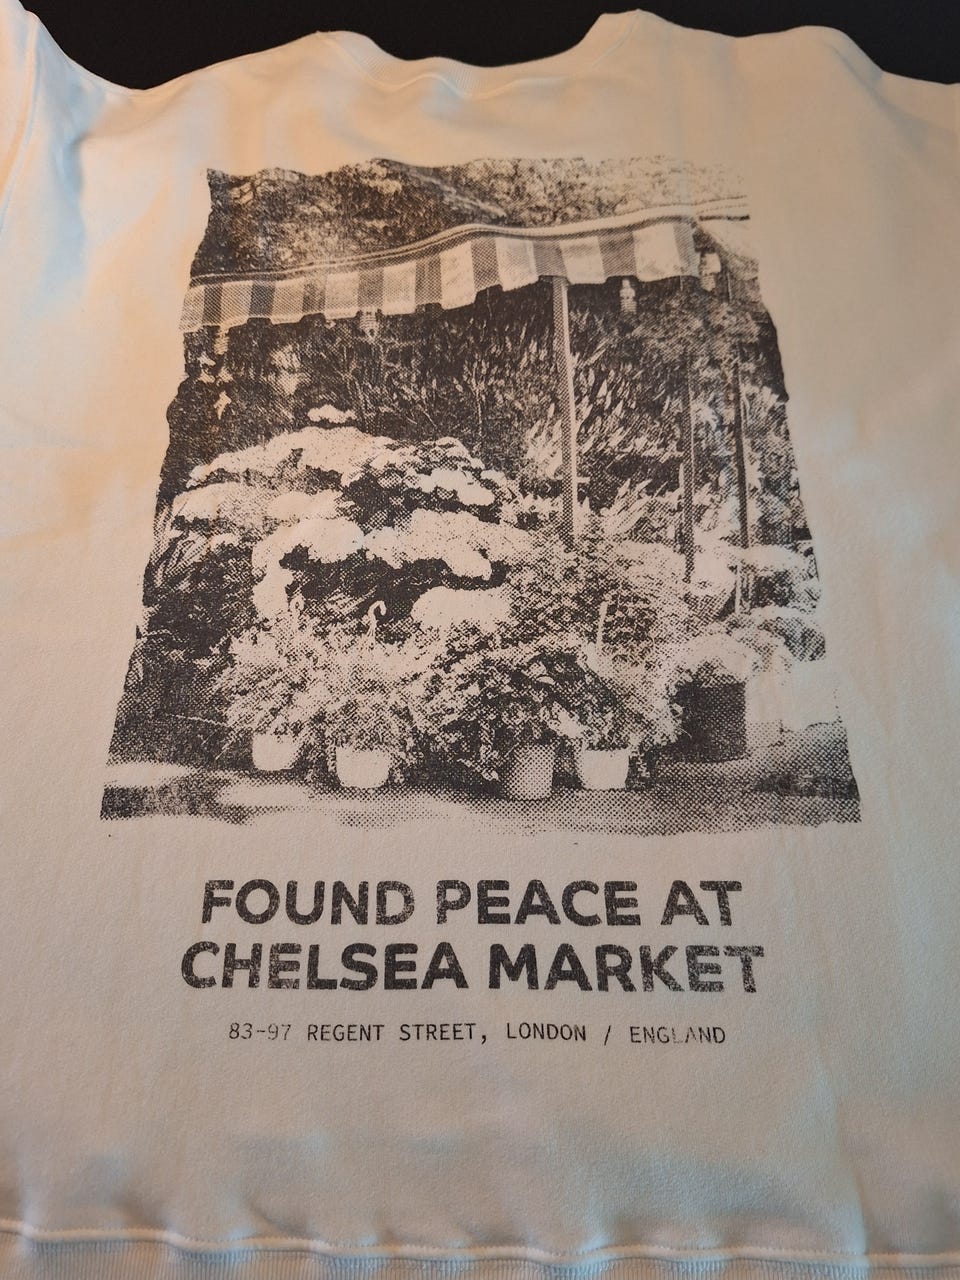 FOUND PEACE AT
CHELSEA MARKET
83-97 REGENT STREET, LONDON / ENGLAND